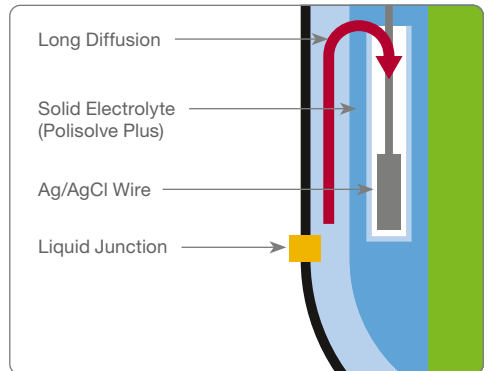 Long Diffusion
Solid Electrolyte
(Polisolve Plus)
Ag/AgCl Wire
Liquid Junction